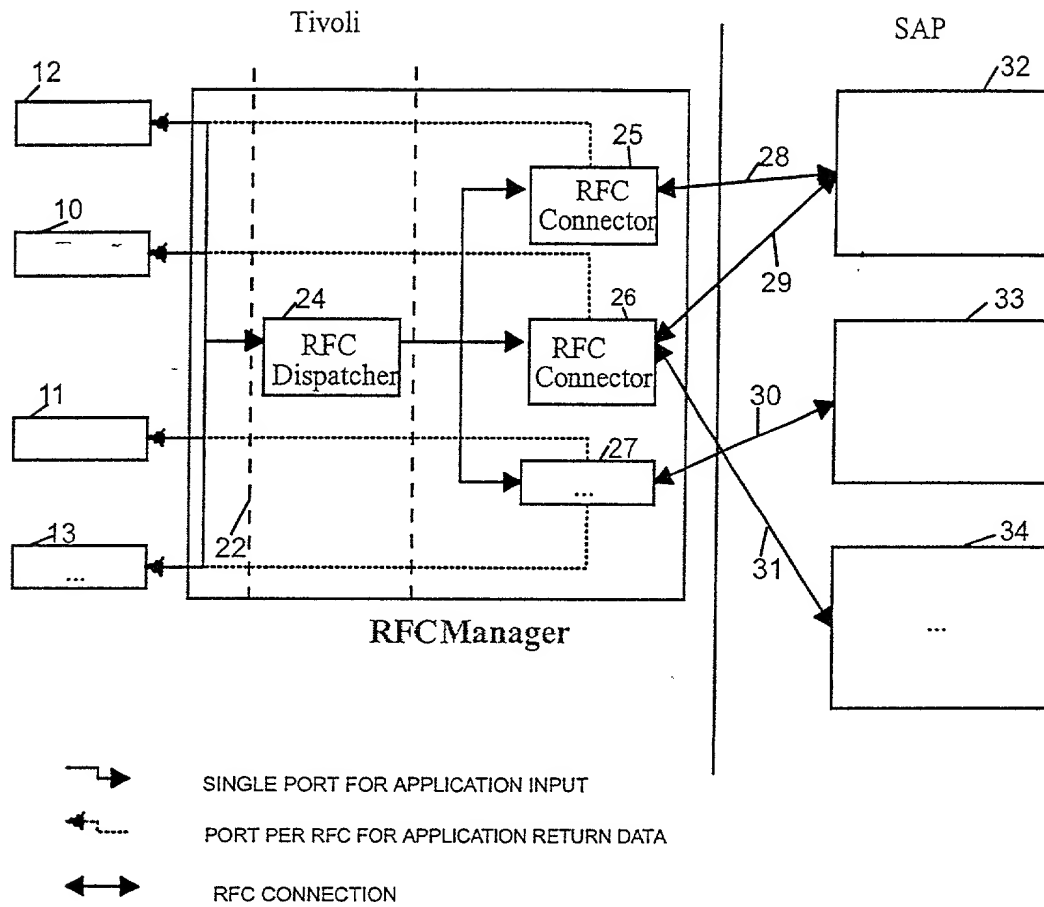 Tivoli
SAP
12
32
25
28
RFC
Connector
10
29
33
24
26
RFC
Dispatcher
RFC
Connector
11
30
27
...
22
13
...
31
34
...
RFCManager
SINGLE PORT FOR APPLICATION INPUT
PORT PER RFC FOR APPLICATION RETURN DATA
RFC CONNECTION